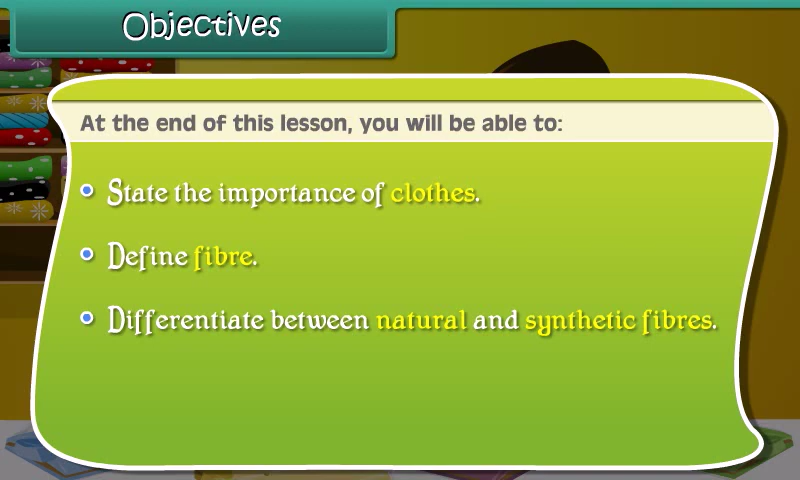 Objectives
At the end of this lesson, you will be able to:
State the importance of clothes.
Define fibre.
Differentiate between natural and synthetic fibres.